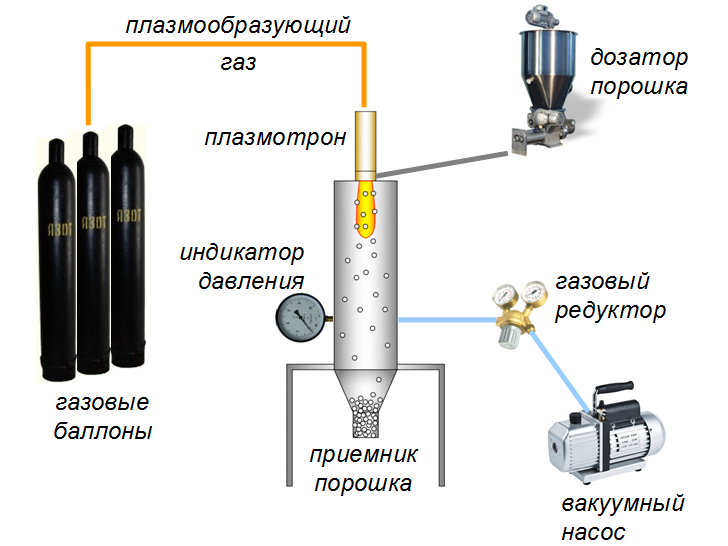 плазмообразующий
газ
дозатор
порошка
плазмотрон
АЗОТ
АЗОТ
АЗОТ
индикатор
давления
газовый
редуктор
газовые
баллоны
приемник
порошка
вакуумный
насос